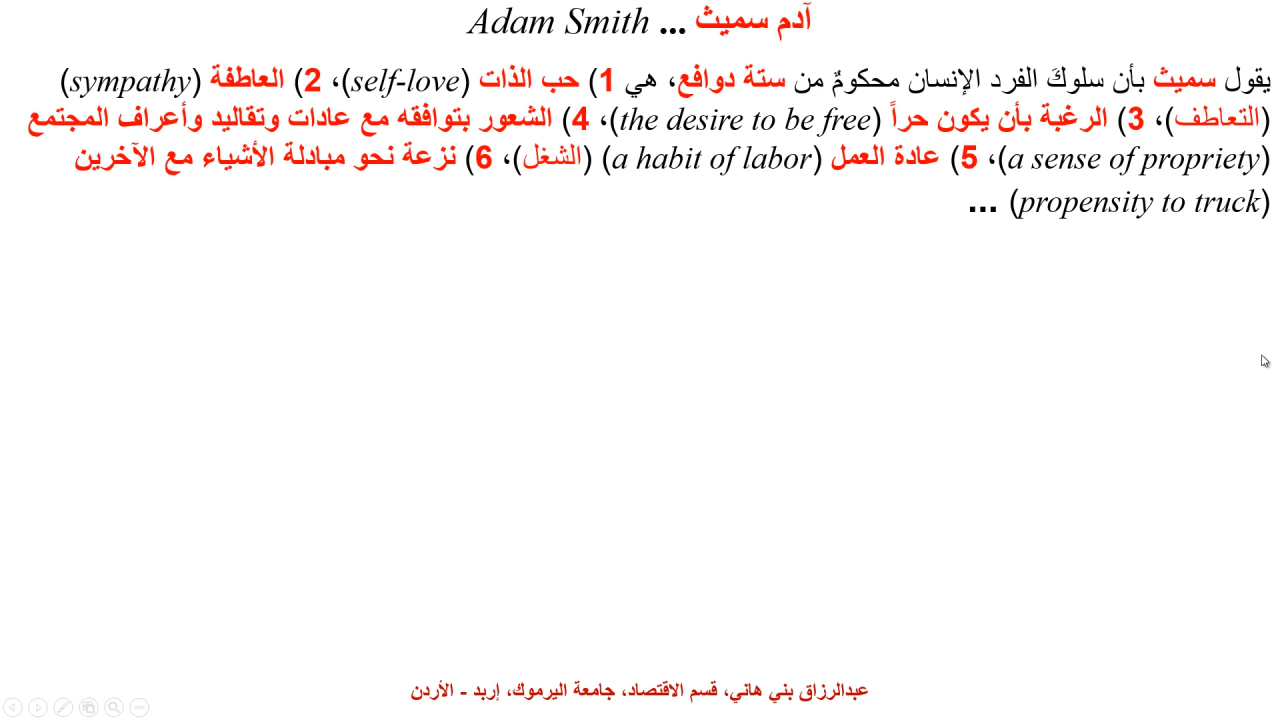 آدم سميث ... Adam Smith
يقول سميث بأن سلوكَ الفرد الإنسان محكومٌ من ستة دوافع، هي 1) حب الذات (self-love)، 2) العاطفة (sympathy)
(التعاطف)، 3) الرغبة بأن يكون حراً (the desire to be free)، 4) الشعور بتوافقه مع عادات وتقاليد وأعراف المجتمع
(a sense of propriety)، 5) عادة العمل (a habit of labor) (الشغل)، 6) نزعة نحو مبادلة الأشياء مع الآخرين
(propensity to truck) ...
عبدالرزاق بني هاني، قسم الاقتصاد، جامعة اليرموك، إربد - الأردن